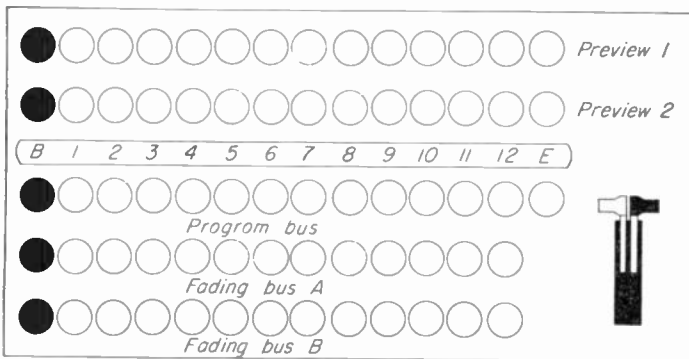 Preview 1
Preview 2
B 1 2 3 4 5 6 7 8 9 10 11 12 E
Progrom bus
Fading bus A
Fading bus B